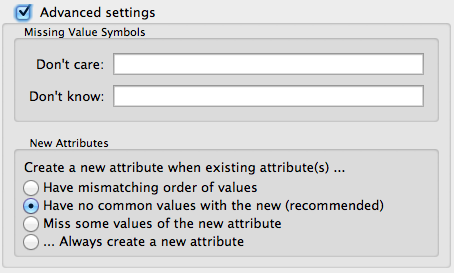 Advanced settings
Missing Value Symbols
Don't care:
Don't know:
New Attributes
Create a new attribute when existing attribute(s) ...
Have mismatching order of values
Have no common values with the new (recommended)
Miss some values of the new attribute
... Always create a new attribute